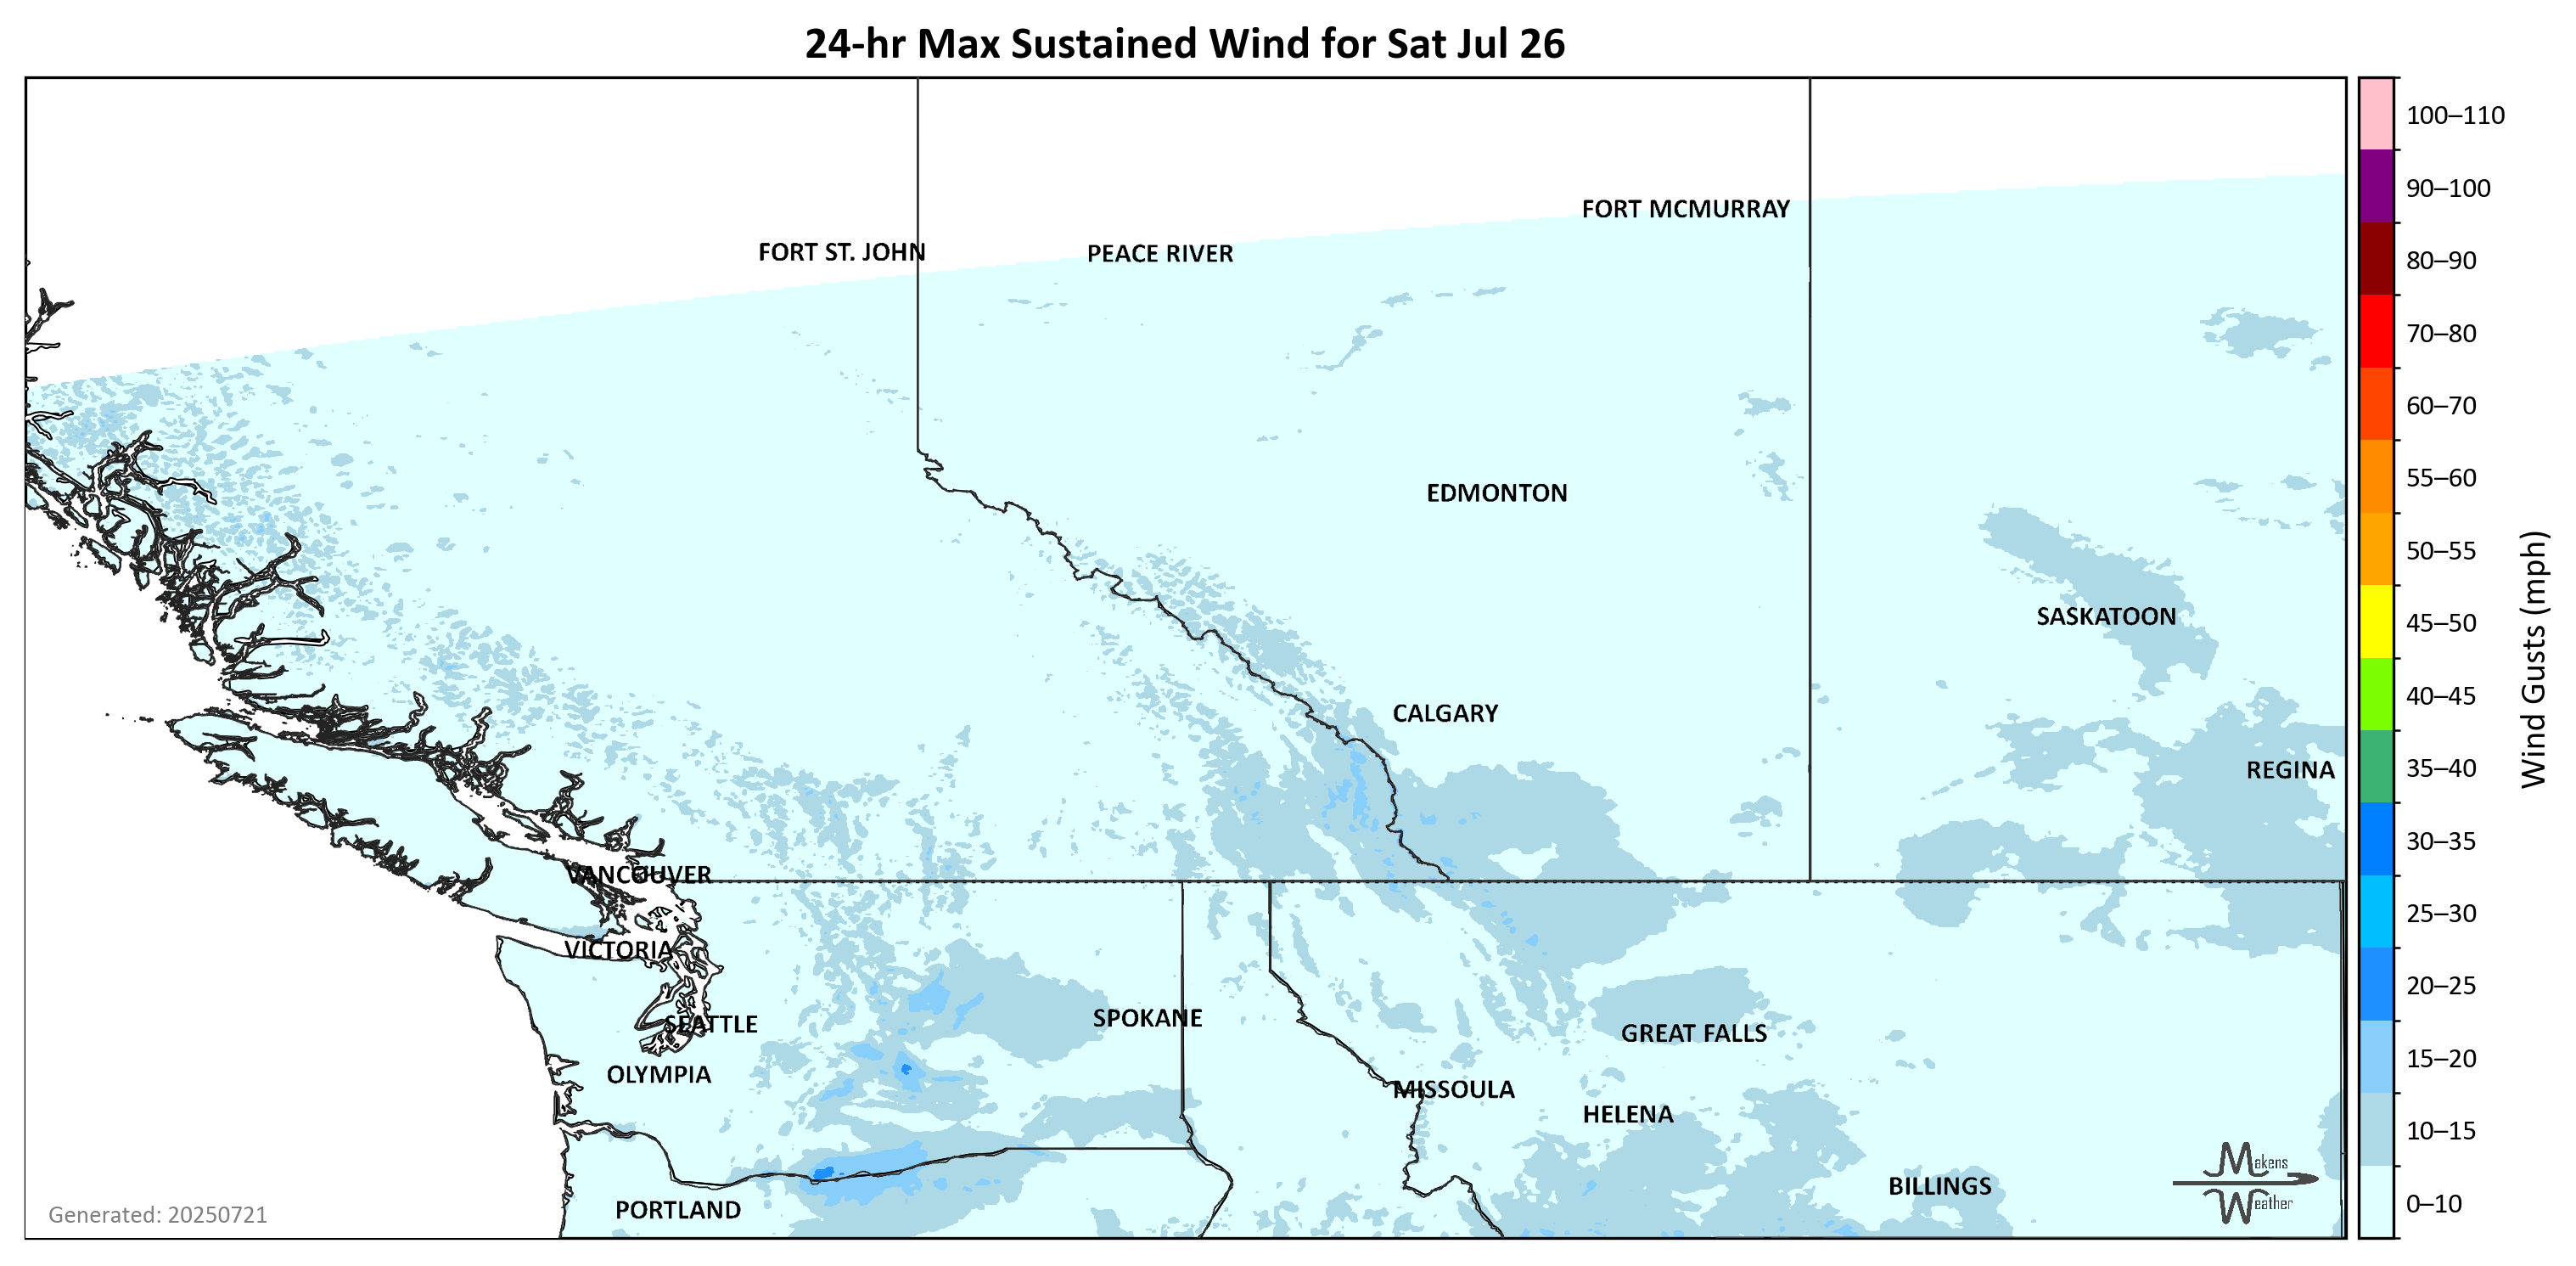 24-hr Max Sustained Wind for Sat Jul 26
100–110
90–100
80–90
70–80
60–70
55–60
50–55
45–50
40–45
35–40
30–35
25–30
20–25
15–20
10–15
0–10
Wind Gusts (mph)
FORT MCMURRAY
FORT ST. JOHN
PEACE RIVER
EDMONTON
SASKATOON
CALGARY
REGINA
VANCOUVER
VICTORIA
SEATTLE
SPOKANE
GREAT FALLS
OLYMPIA
MISSOULA
HELENA
BILLINGS
PORTLAND
Makens
Weather
Generated: 20250721